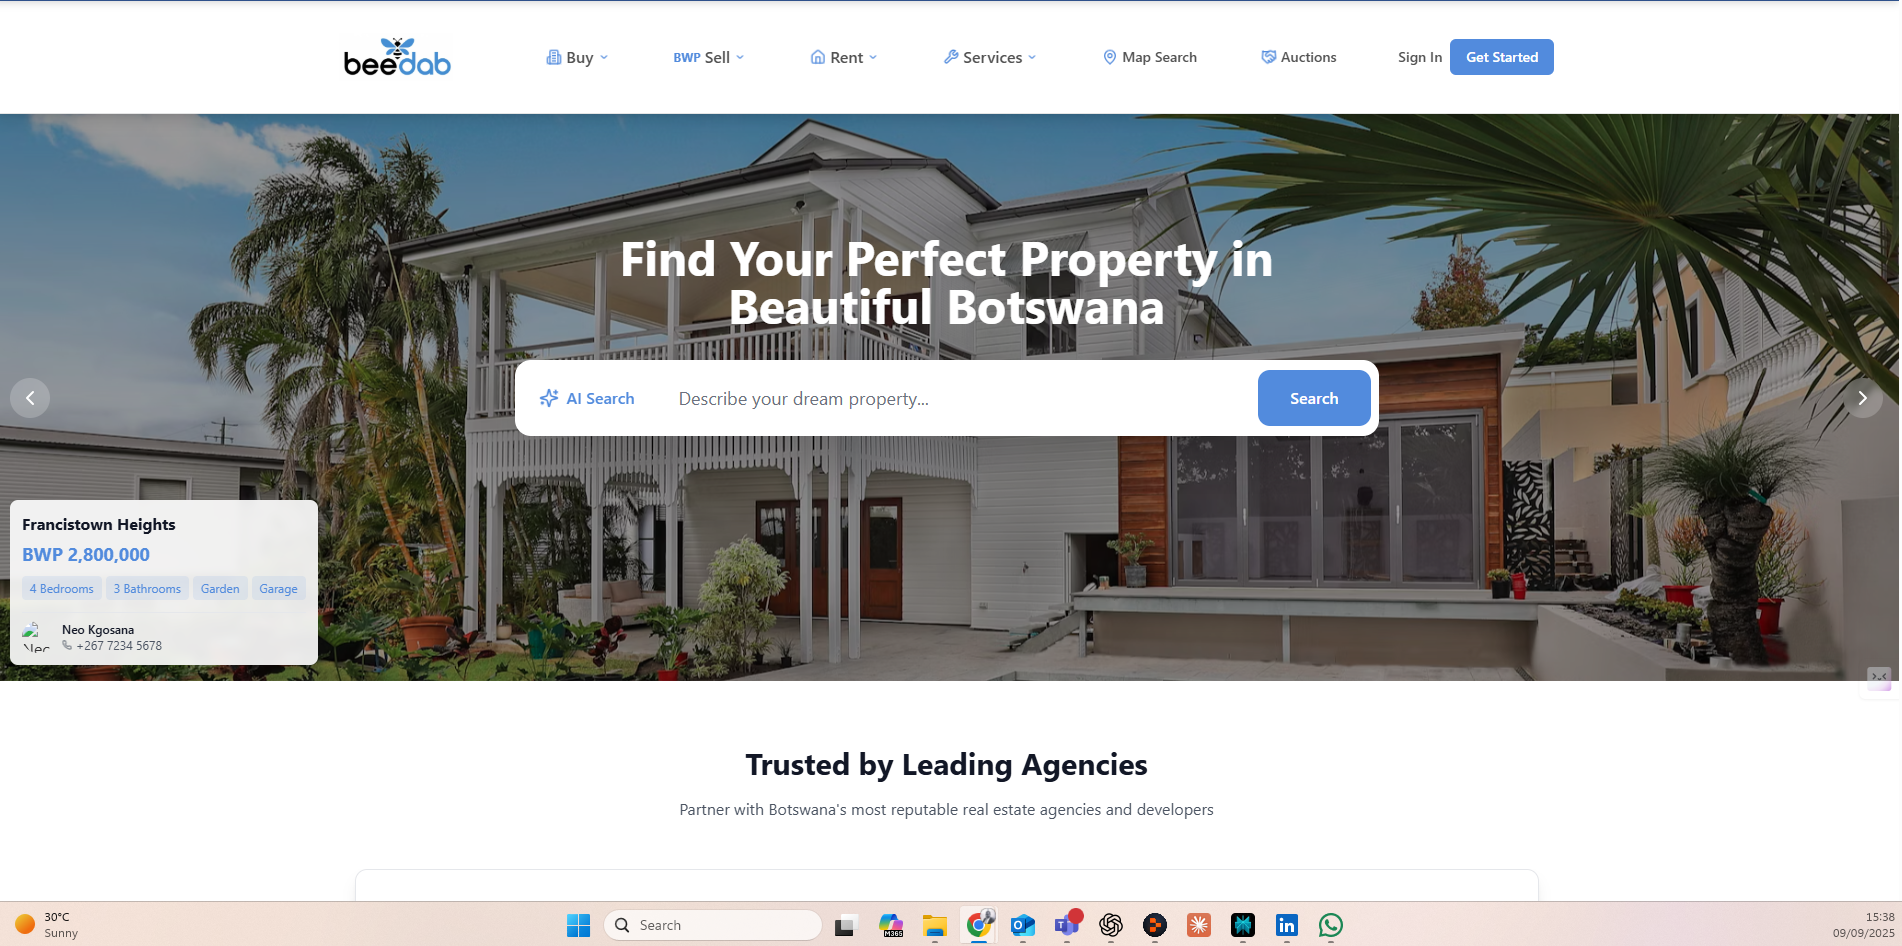 beedab
Buy
BWP Sell
Rent
Services
Map Search
Auctions
Sign In
Get Started
Find Your Perfect Property in
Beautiful Botswana
AI Search
Describe your dream property...
Search
Francistown Heights
BWP 2,800,000
4 Bedrooms
3 Bathrooms
Garden
Garage
Neo Kgosana
+267 7234 5678
Trusted by Leading Agencies
Partner with Botswana's most reputable real estate agencies and developers
30°C
Sunny
Search
M365
15:38
09/09/2025